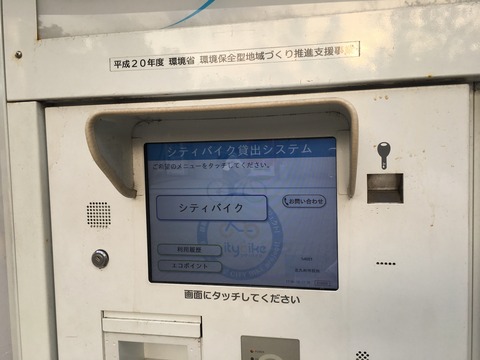 平成20年度 環境省 環境保全型地域づくり推進支援事業
シティバイク貸出システム
ご希望のメニューをタッチしてください。
シティバイク
お問い合わせ
利用履歴
エコポイント
画面にタッチしてください